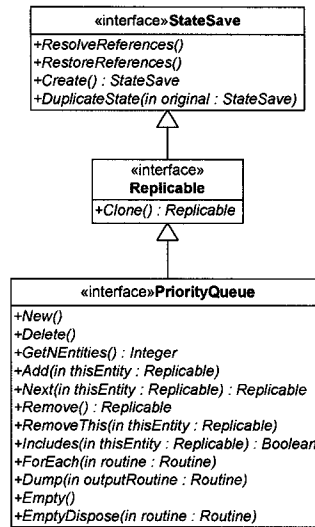 «interface»StateSave
+ResolveReferences()
+RestoreReferences()
+Create() : StateSave
+DuplicateState(in original : StateSave)
«interface»
Replicable
+Clone() : Replicable
«interface»PriorityQueue
+New()
+Delete()
+GetNEntities() : Integer
+Add(in thisEntity : Replicable)
+Next(in thisEntity : Replicable) : Replicable
+Remove() : Replicable
+RemoveThis(in thisEntity : Replicable)
+Includes(in thisEntity : Replicable) : Boolean
+ForEach(in routine : Routine)
+Dump(in outputRoutine : Routine)
+Empty()
+EmptyDispose(in routine : Routine)